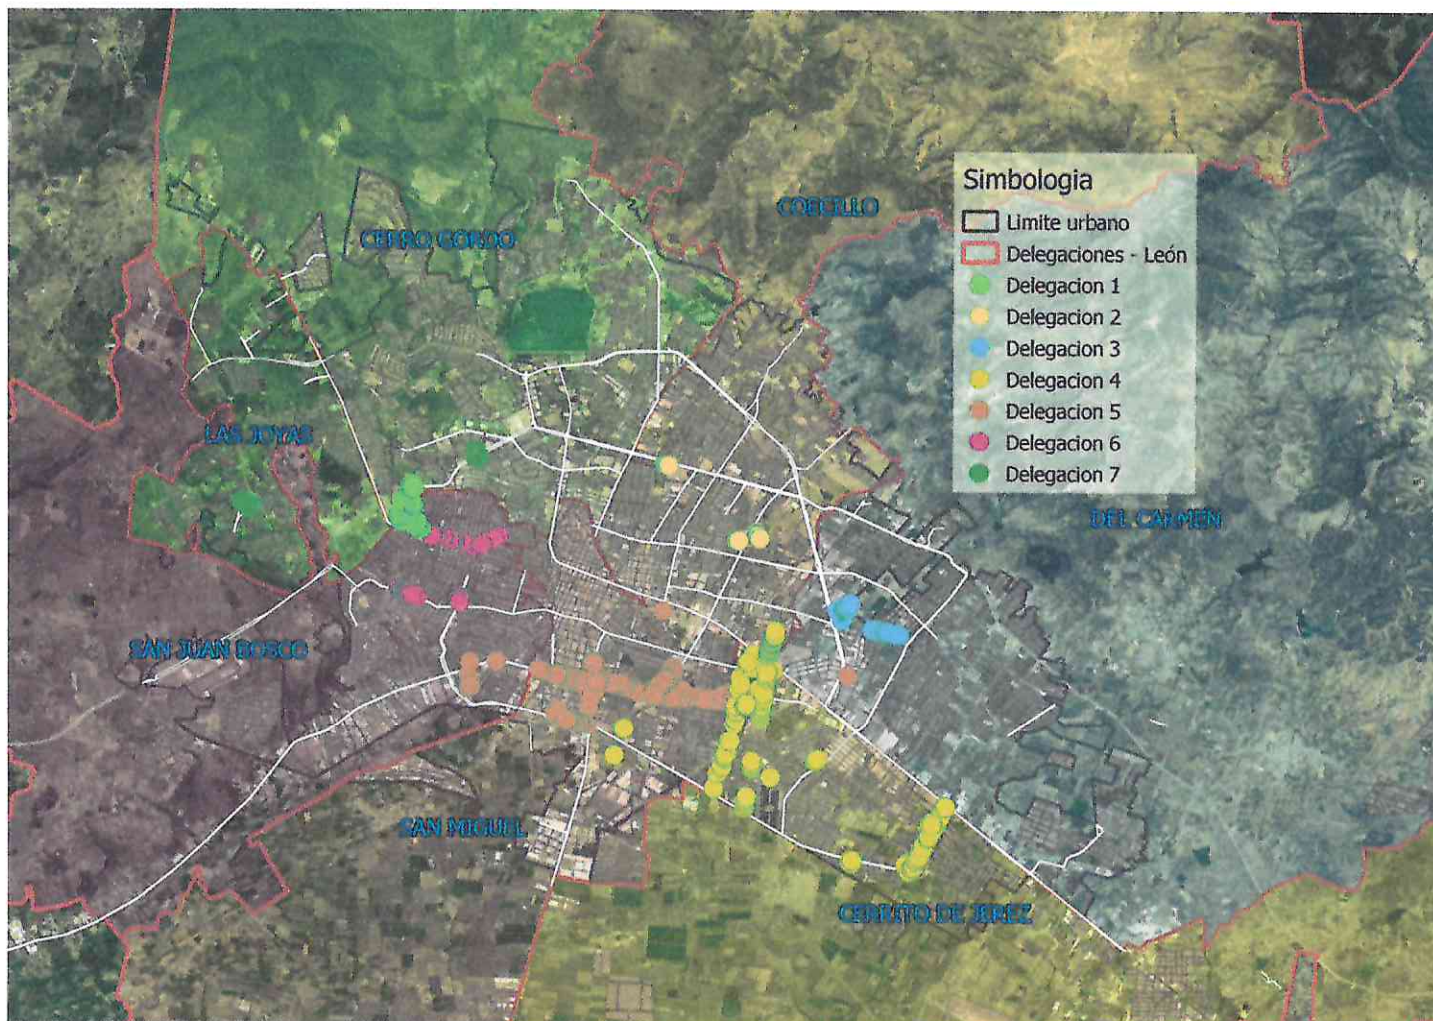 Simbologia
Limite urbano
Delegaciones - León
Delegacion 1
Delegacion 2
Delegacion 3
Delegacion 4
Delegacion 5
Delegacion 6
Delegacion 7
COECILLO
CERRO GORDO
LAS JOYAS
DEL CARMEN
SAN JUAN BOSCO
SAN MIGUEL
CERRITO DE JEREZ